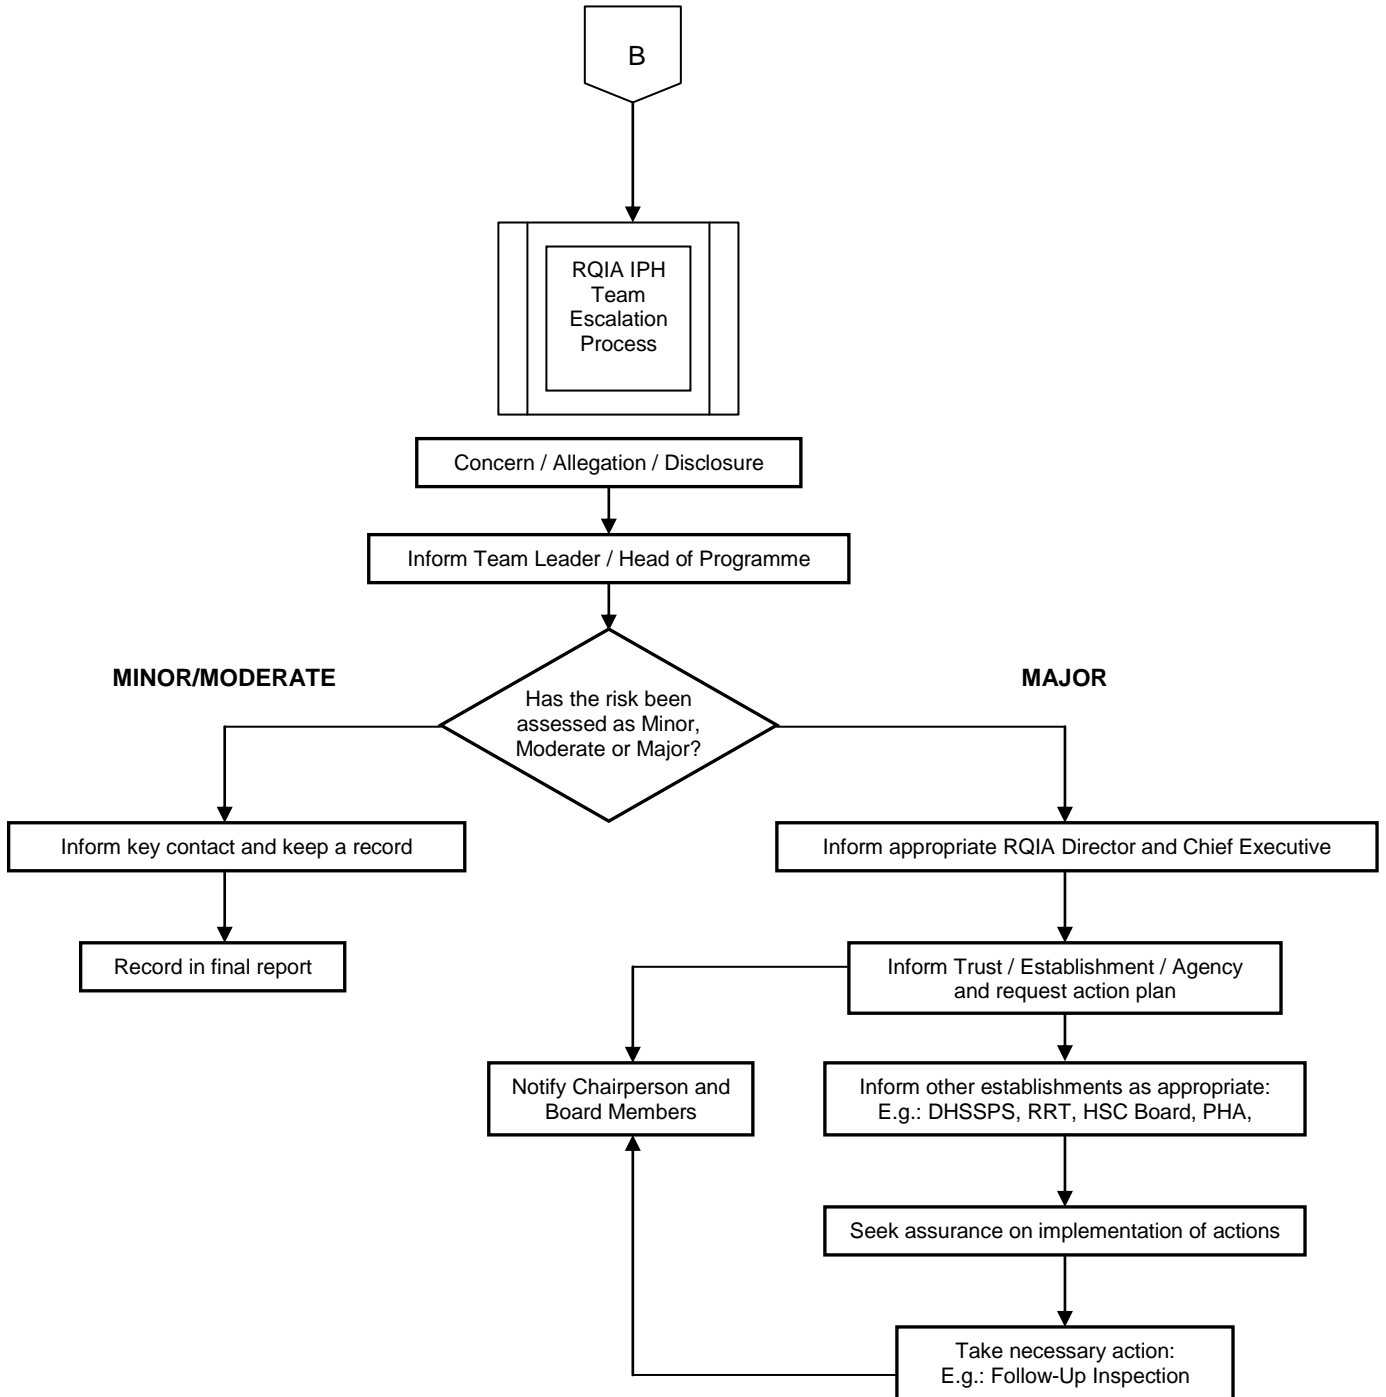 B
RQIA IPH
Team
Escalation
Process
Concern / Allegation / Disclosure
Inform Team Leader / Head of Programme
MINOR/MODERATE
MAJOR
Has the risk been
assessed as Minor,
Moderate or Major?
Inform key contact and keep a record
Inform appropriate RQIA Director and Chief Executive
Record in final report
Inform Trust / Establishment / Agency
and request action plan
Notify Chairperson and
Board Members
Inform other establishments as appropriate:
E.g.: DHSSPS, RRT, HSC Board, PHA,
Seek assurance on implementation of actions
Take necessary action:
E.g.: Follow-Up Inspection